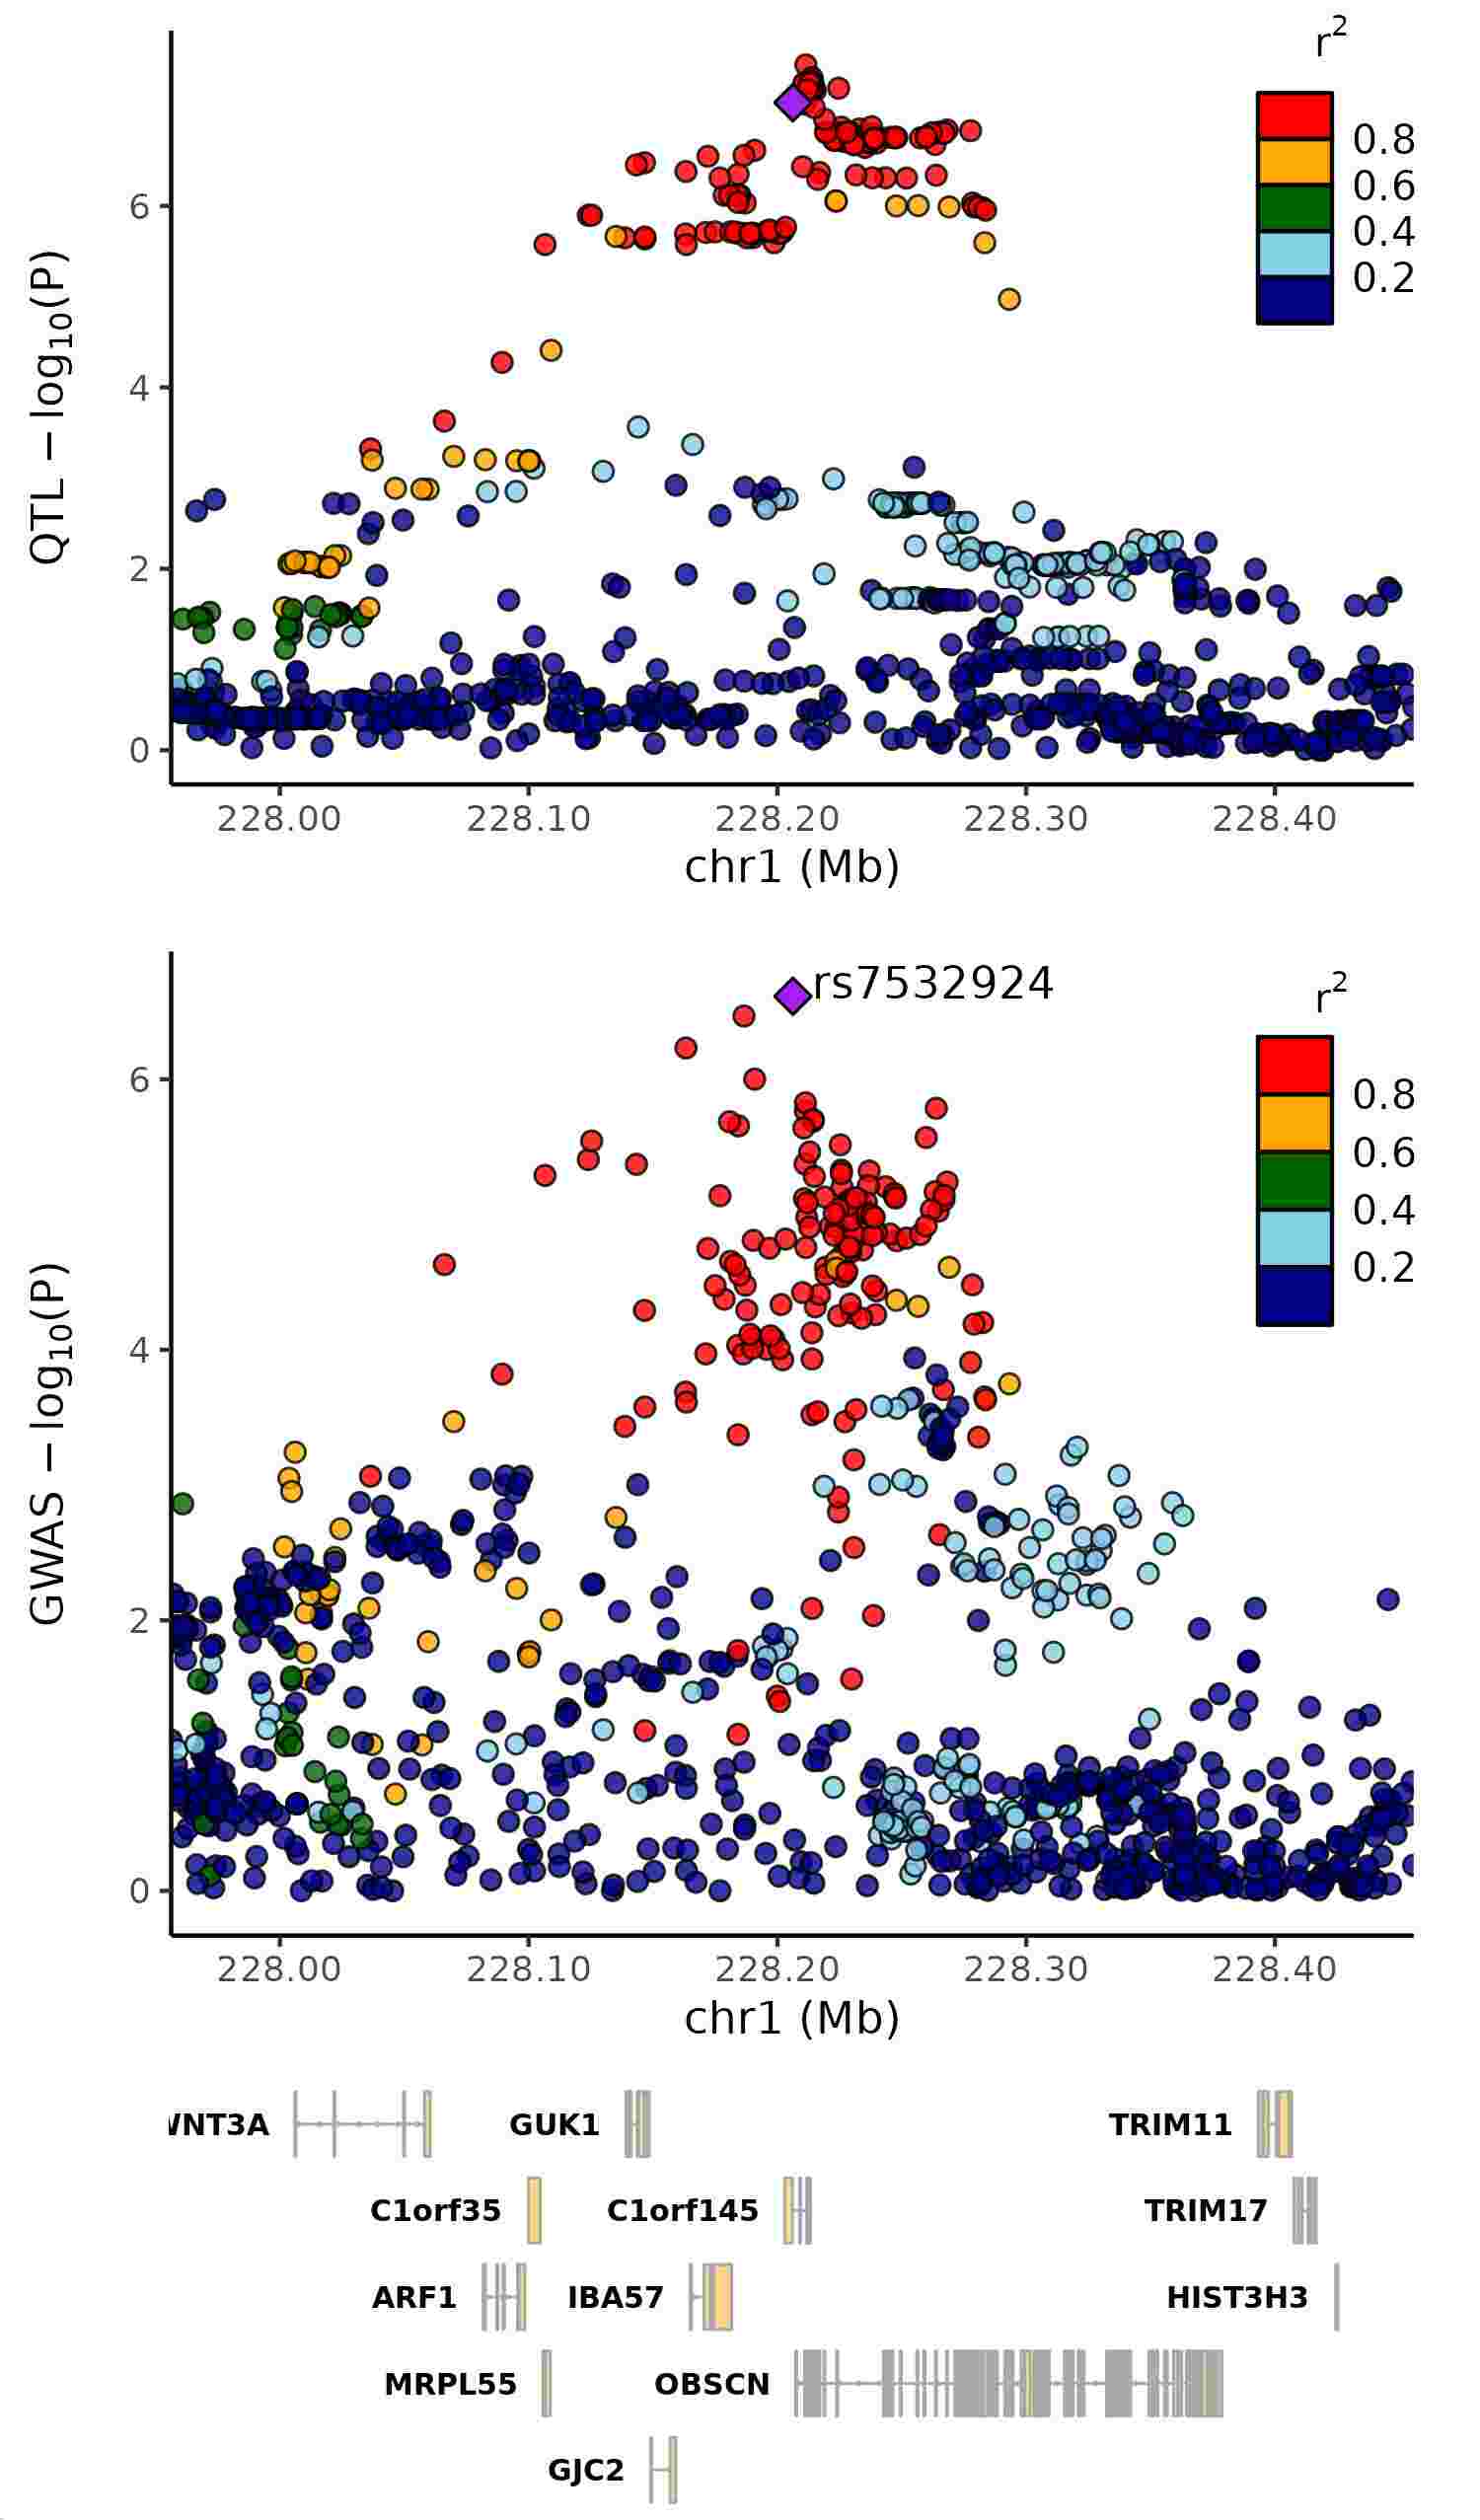 r²
0.8
0.6
0.4
0.2
QTL − log₁₀(P)
6
4
2
0
228.00 228.10 228.20 228.30 228.40
chr1 (Mb)
rs7532924
r²
0.8
0.6
0.4
0.2
GWAS − log₁₀(P)
6
4
2
0
228.00 228.10 228.20 228.30 228.40
chr1 (Mb)
WNT3A GUK1 TRIM11
C1orf35 C1orf145 TRIM17
ARF1 IBA57 HIST3H3
MRPL55 OBSCN
GJC2